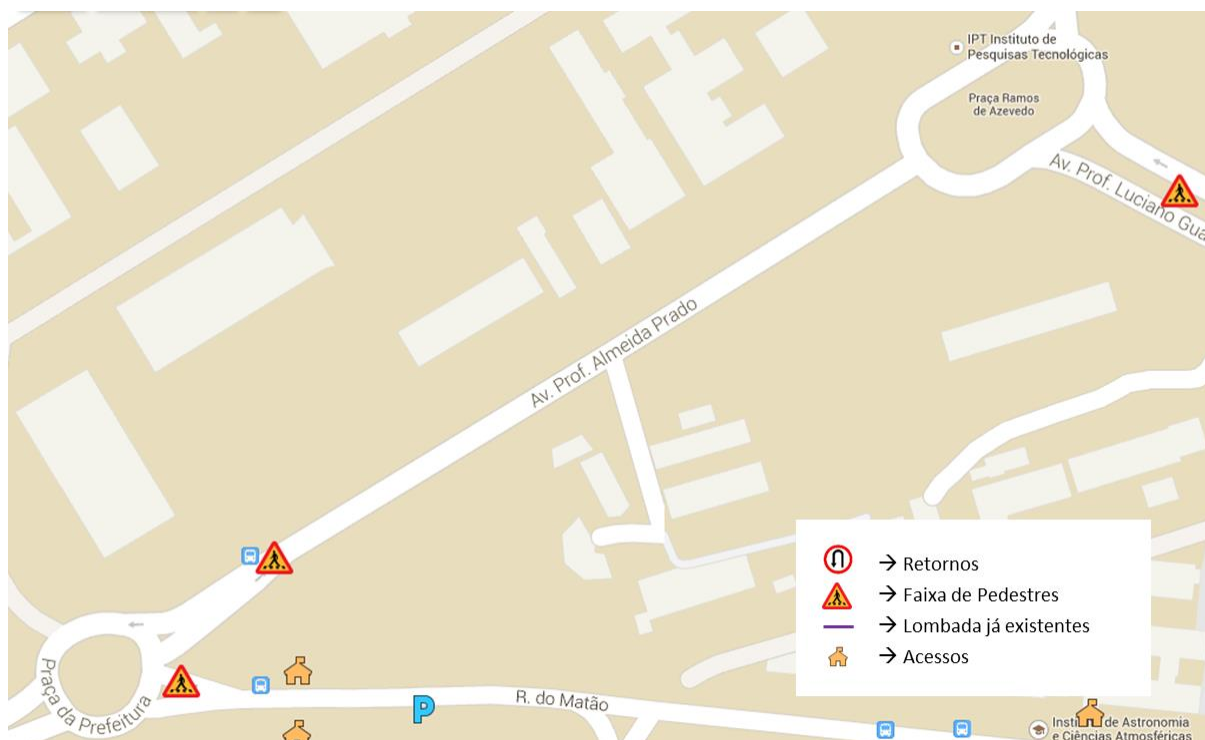 IPT Instituto de
Pesquisas Tecnológicas
Praça Ramos
de Azevedo
Av. Prof. Luciano Gua
Av. Prof. Almeida Prado
→ Retornos
→ Faixa de Pedestres
→ Lombada já existentes
→ Acessos
Praça da Prefeitura
P
R. do Matão
de Astronomia
e Ciências Atmosféricas